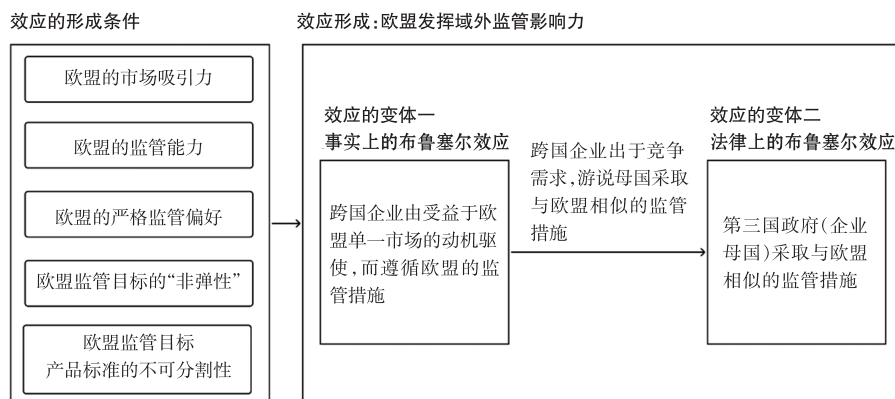 效应的形成条件
欧盟的市场吸引力
欧盟的监管能力
欧盟的严格监管偏好
欧盟监管目标的“非弹性”
欧盟监管目标
产品标准的不可分割性
效应形成:欧盟发挥域外监管影响力
效应的变体一
事实上的布鲁塞尔效应
跨国企业由受益于欧
盟单一市场的动机驱
使,而遵循欧盟的监
管措施
跨国企业出于竞争
需求,游说母国采取
与欧盟相似的监管
措施
效应的变体二
法律上的布鲁塞尔效应
第三国政府(企业
母国)采取与欧盟
相似的监管措施